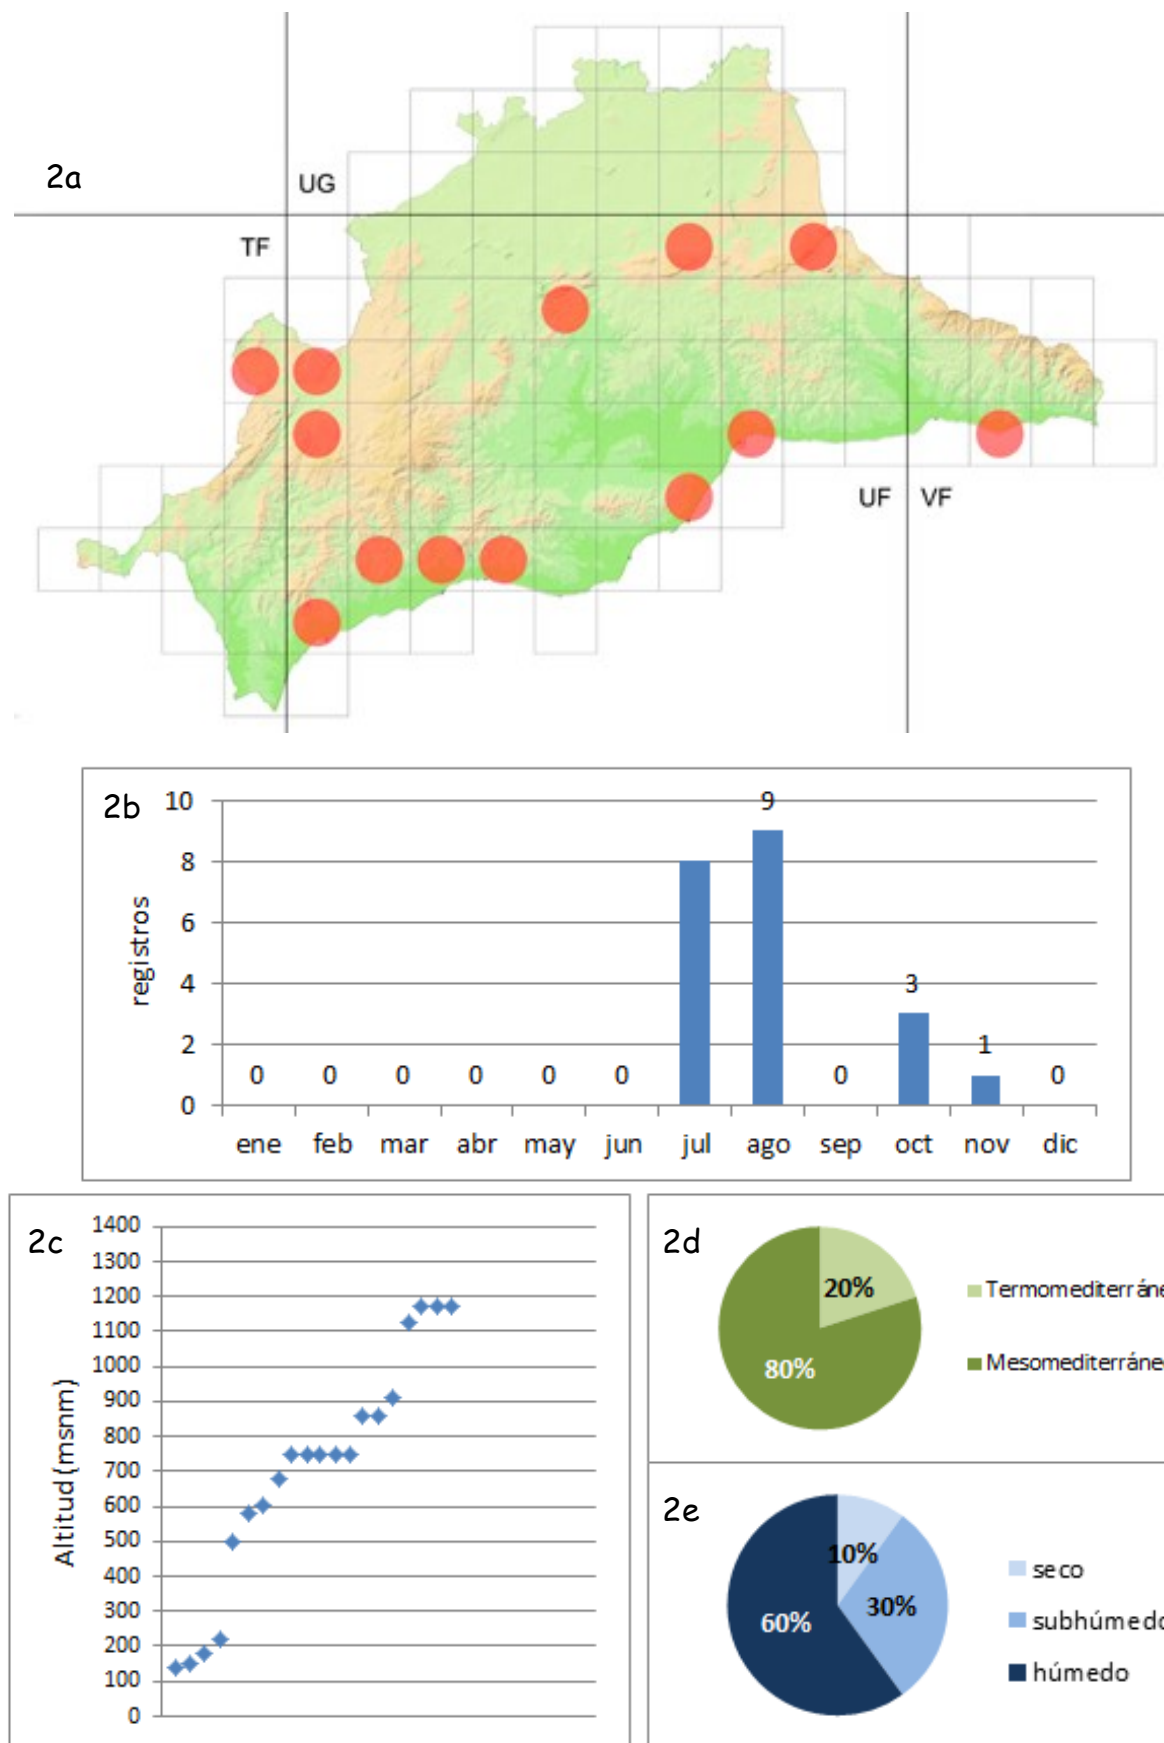 2a
UG
TF
UF VF
2b
registros
10
8
6
4
2
0
0 0 0 0 0 0 9 0 3 1 0
ene feb mar abr may jun jul ago sep oct nov dic
2c
Altitud (msnm)
1400
1300
1200
1100
1000
900
800
700
600
500
400
300
200
100
0
2d
20%
80%
Termomediterráne
Mesomediterráne
2e
10%
30%
60%
seco
subhúmedo
húmedo